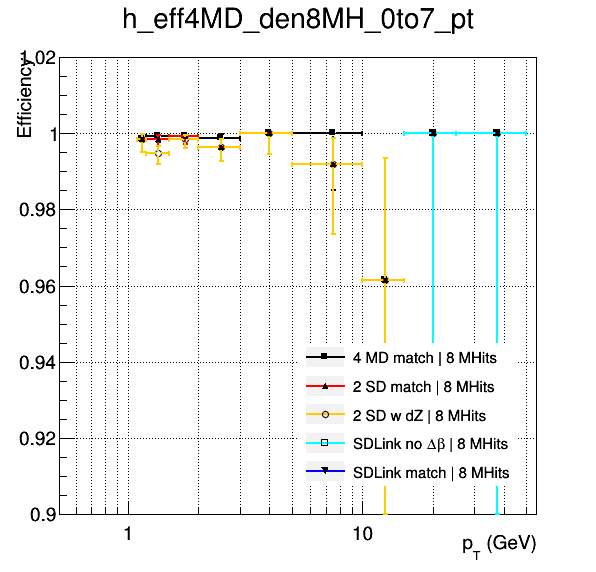 h_eff4MD_den8MH_0to7_pt
Efficiency
1.02
1
0.98
0.96
0.94
0.92
0.9
4 MD match | 8 MHits
2 SD match | 8 MHits
2 SD w dZ | 8 MHits
SDLink no Δβ | 8 MHits
SDLink match | 8 MHits
1
10
p_T (GeV)